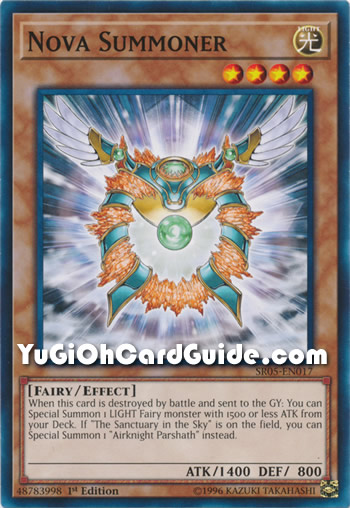 NOVA SUMMONER
LIGHT
光
YuGiOhCardGuide.com
SR05-EN017
[FAIRY/EFFECT]
When this card is destroyed by battle and sent to the GY: You can
Special Summon 1 LIGHT Fairy monster with 1500 or less ATK from
your Deck. If "The Sanctuary in the Sky" is on the field, you can
Special Summon 1 "Airknight Parshath" instead.
ATK/1400 DEF/ 800
48783998 1st Edition ©1996 KAZUKI TAKAHASHI